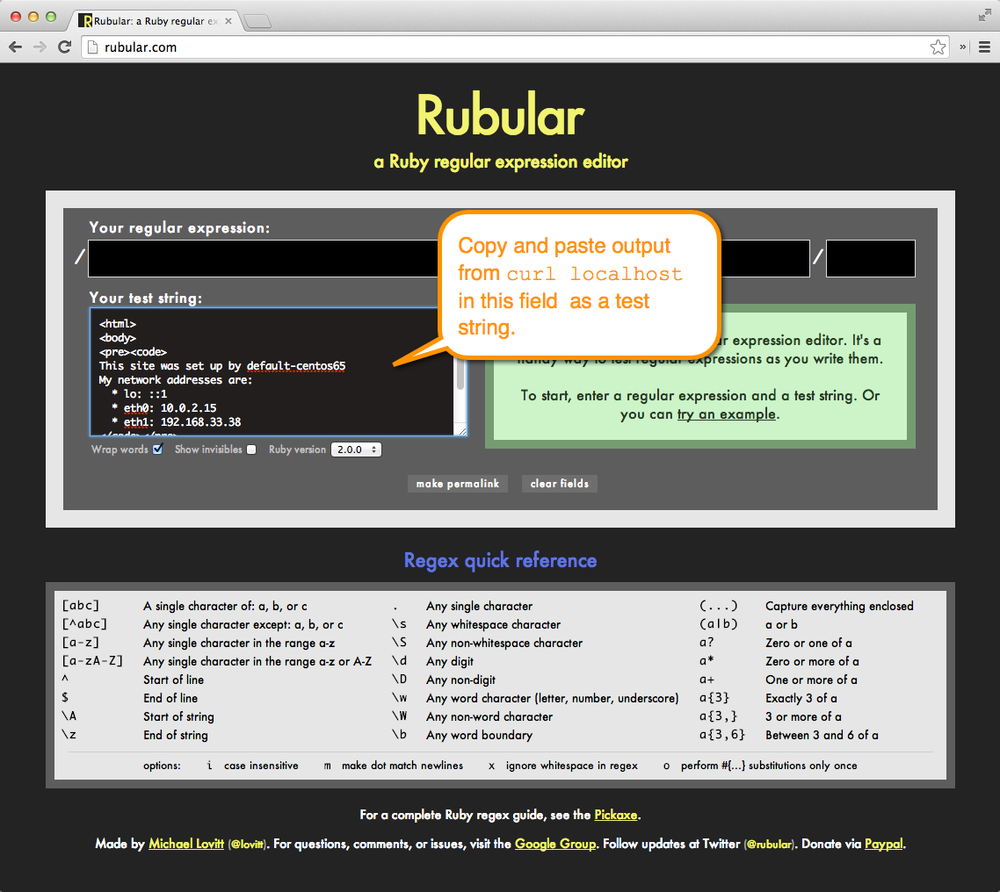 Rubular: a Ruby regular ex
rubular.com
Rubular
a Ruby regular expression editor
Your regular expression:
/ /
Copy and paste output
from curl localhost
in this field as a test
string.
Your test string:
<html>
<body>
<pre><code>
This site was set up by default-centos65
My network addresses are:
* lo: ::1
* eth0: 10.0.2.15
* eth1: 192.168.33.38
expression editor. It's a
handy way to test regular expressions as you write them.
To start, enter a regular expression and a test string. Or
you can try an example.
Wrap words Show invisibles Ruby version 2.0.0
make permalink clear fields
Regex quick reference
[abc] A single character of: a, b, or c . Any single character (...) Capture everything enclosed
[^abc] Any single character except: a, b, or c \s Any whitespace character (a|b) a or b
[a-z] Any single character in the range a-z \S Any non-whitespace character a? Zero or one of a
[a-zA-Z] Any single character in the range a-z or A-Z \d Any digit a* Zero or more of a
^ Start of line \D Any non-digit a+ One or more of a
$ End of line \w Any word character (letter, number, underscore) a{3} Exactly 3 of a
\A Start of string \W Any non-word character a{3,} 3 or more of a
\z End of string \b Any word boundary a{3,6} Between 3 and 6 of a
options: i case insensitive m make dot match newlines x ignore whitespace in regex o perform #{...} substitutions only once
For a complete Ruby regex guide, see the Pickaxe.
Made by Michael Lovitt (@lovitt). For questions, comments, or issues, visit the Google Group. Follow updates at Twitter (@rubular). Donate via Paypal.